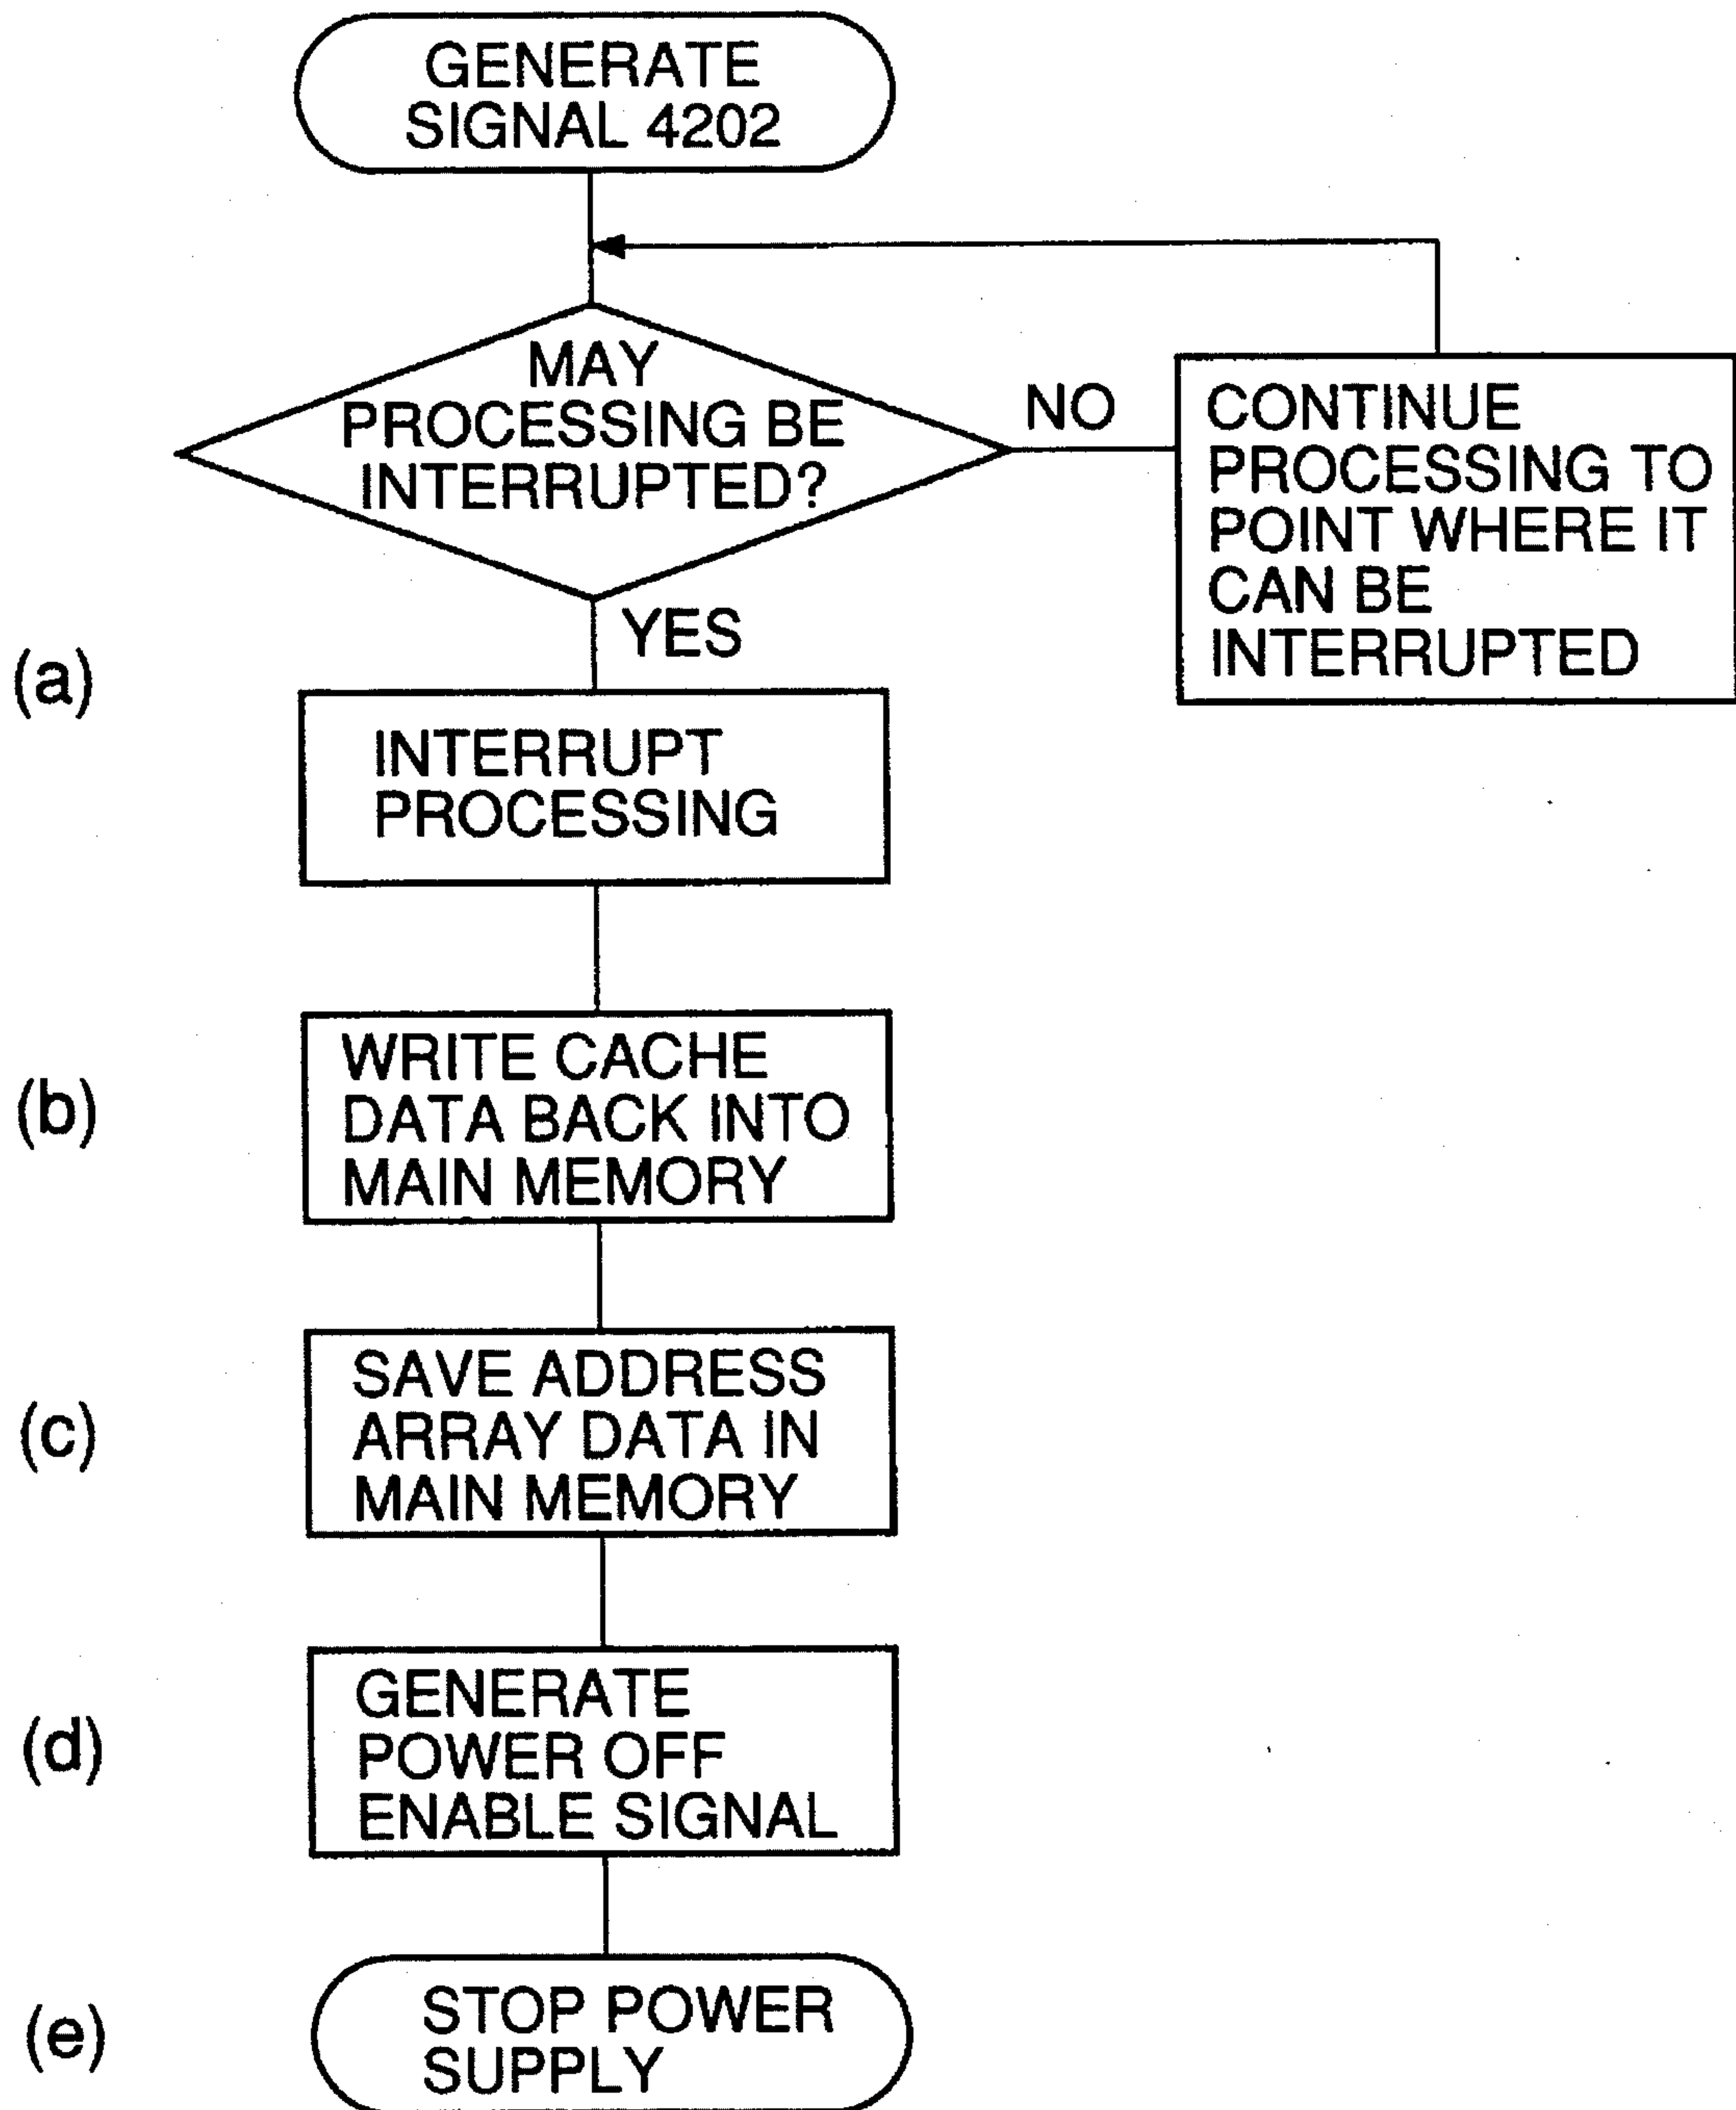 GENERATE
SIGNAL 4202
MAY
PROCESSING BE
INTERRUPTED?
NO
CONTINUE
PROCESSING TO
POINT WHERE IT
CAN BE
INTERRUPTED
YES
(a)
INTERRUPT
PROCESSING
(b)
WRITE CACHE
DATA BACK INTO
MAIN MEMORY
(c)
SAVE ADDRESS
ARRAY DATA IN
MAIN MEMORY
(d)
GENERATE
POWER OFF
ENABLE SIGNAL
(e)
STOP POWER
SUPPLY